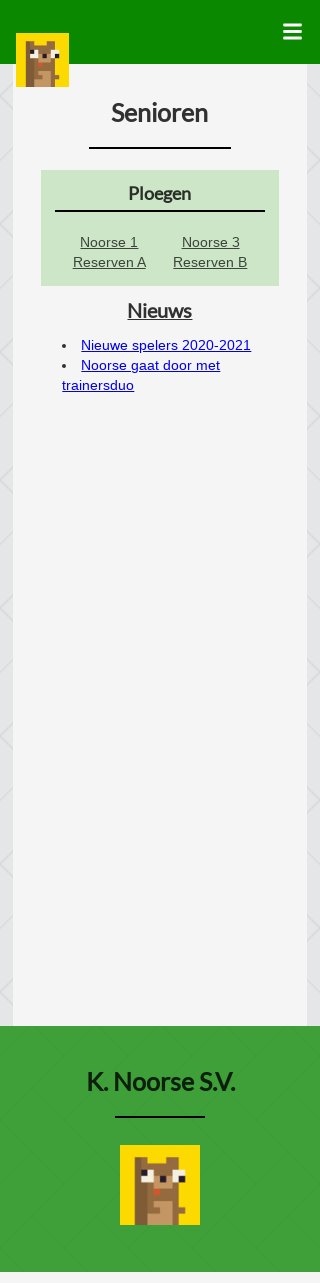 Senioren
Ploegen
Noorse 1 Noorse 3
Reserven A Reserven B
Nieuws
• Nieuwe spelers 2020-2021
• Noorse gaat door met
trainersduo
K. Noorse S.V.